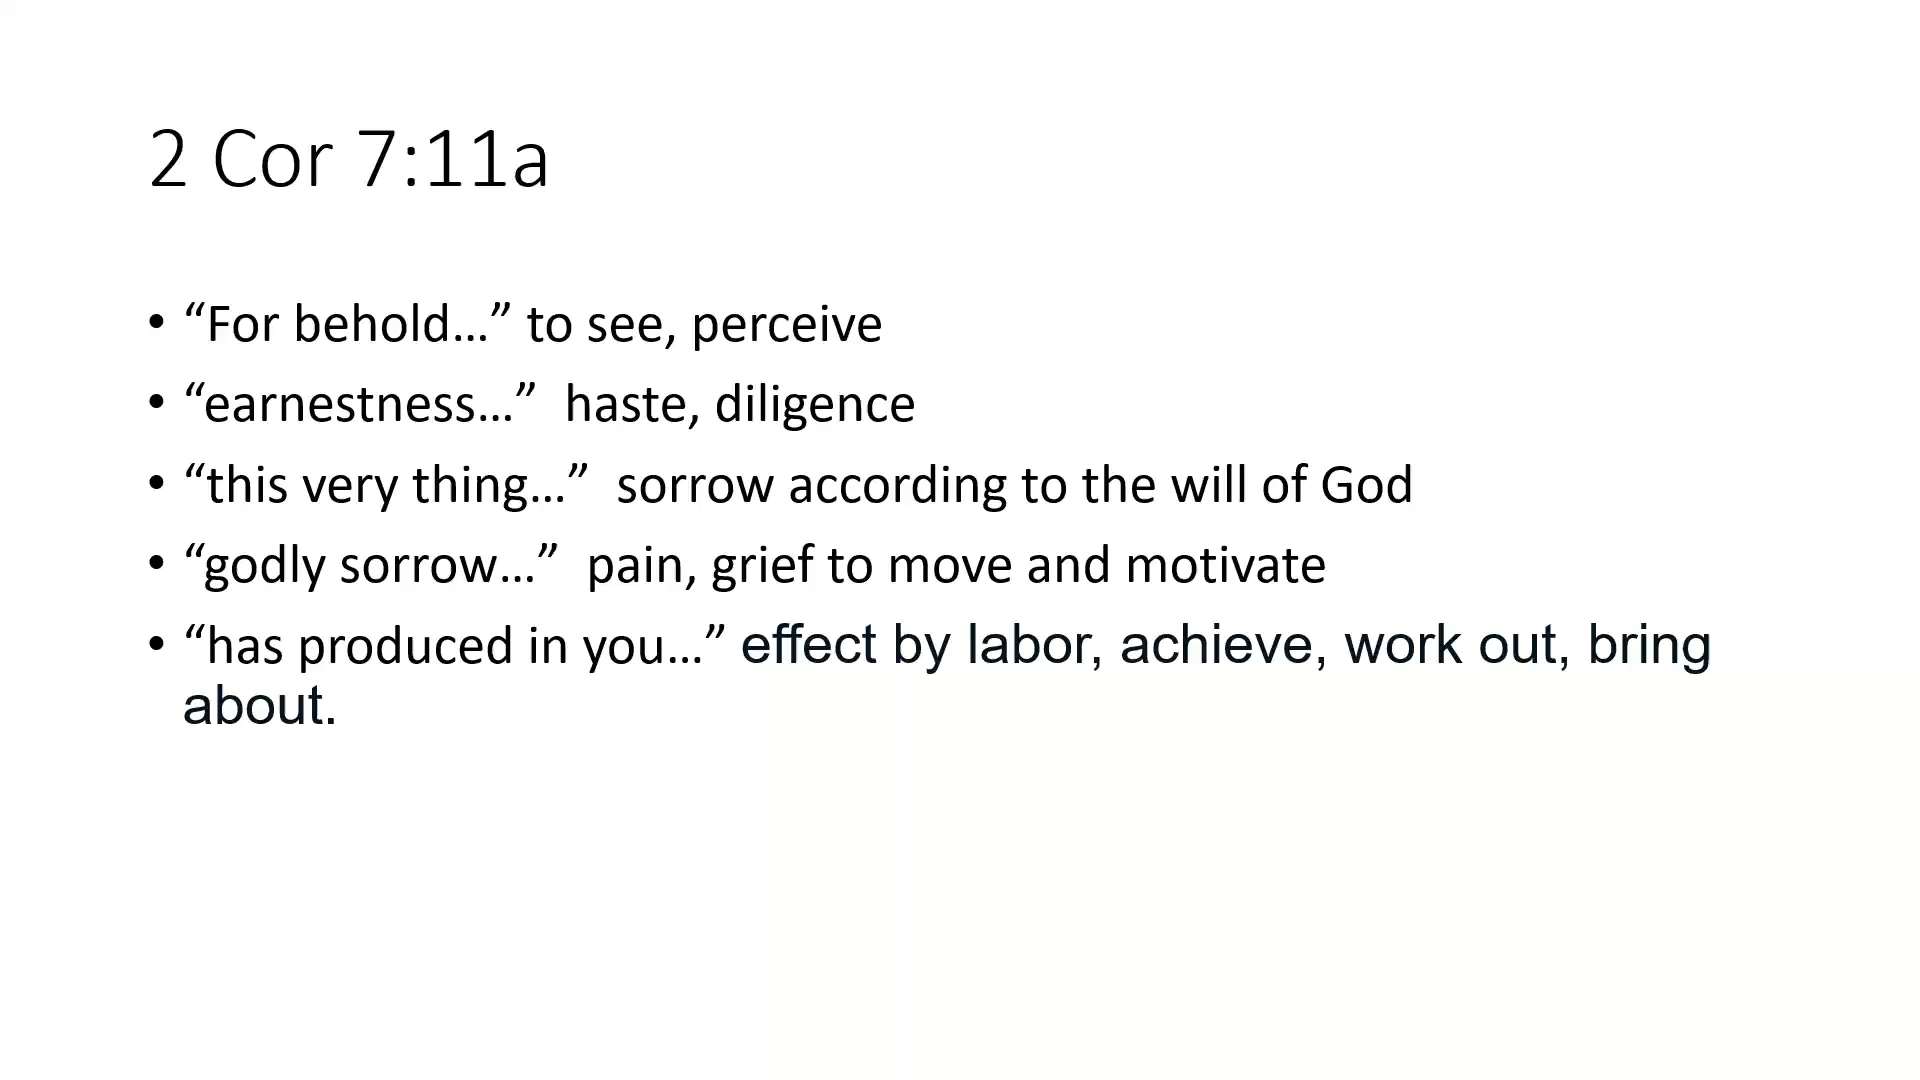 2 Cor 7:11a
• “For behold…” to see, perceive
• “earnestness…”  haste, diligence
• “this very thing…”  sorrow according to the will of God
• “godly sorrow…”  pain, grief to move and motivate
• “has produced in you…” effect by labor, achieve, work out, bring
about.